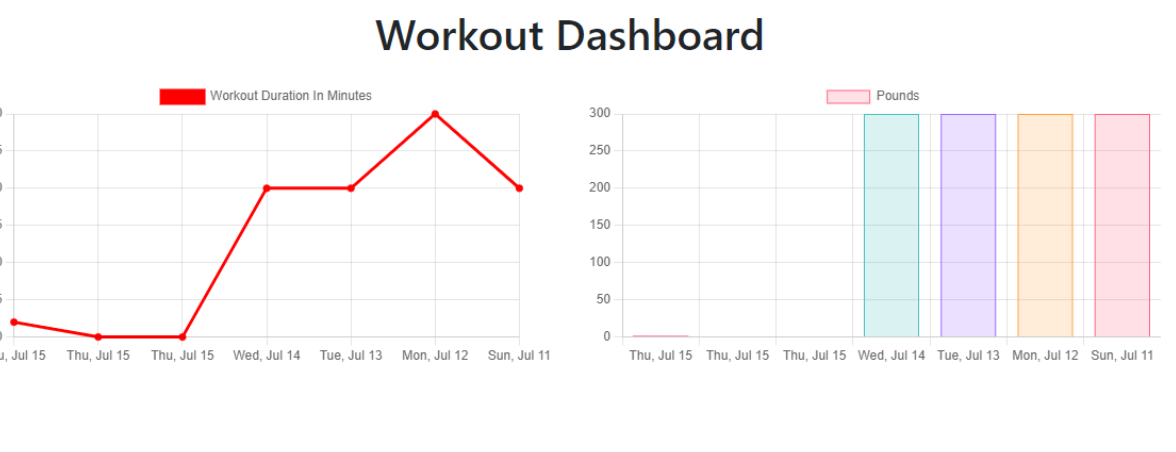 Workout Dashboard
Workout Duration In Minutes
Pounds
300
250
200
150
100
50
0
Jul 15 Thu, Jul 15 Thu, Jul 15 Wed, Jul 14 Tue, Jul 13 Mon, Jul 12 Sun, Jul 11
Thu, Jul 15 Thu, Jul 15 Thu, Jul 15 Wed, Jul 14 Tue, Jul 13 Mon, Jul 12 Sun, Jul 11